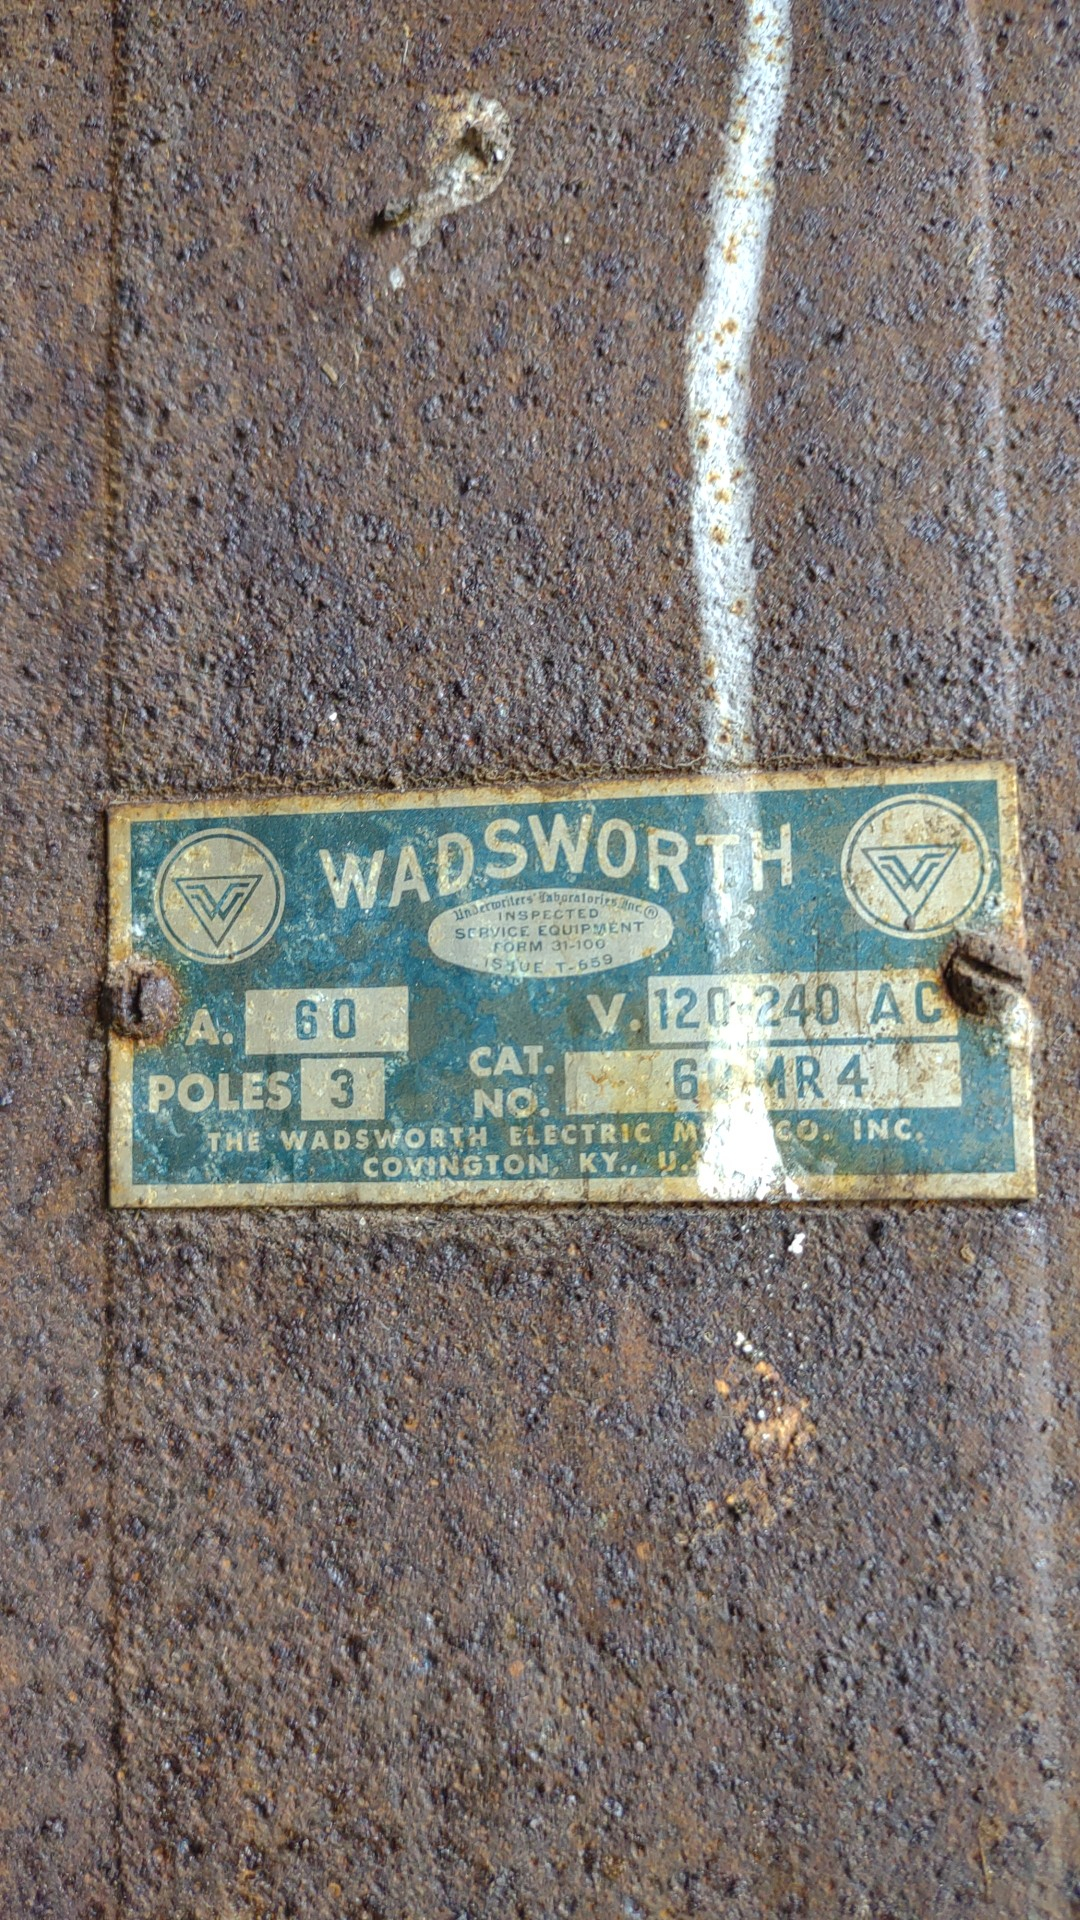 WADSWORTH
Underwriters' Laboratories, Inc.®
INSPECTED
SERVICE EQUIPMENT
FORM 31-100
ISSUE T-659
A. 60 V. 120 240 AC
POLES 3 CAT. NO.
THE WADSWORTH ELECTRIC CO. INC.
COVINGTON, KY.,